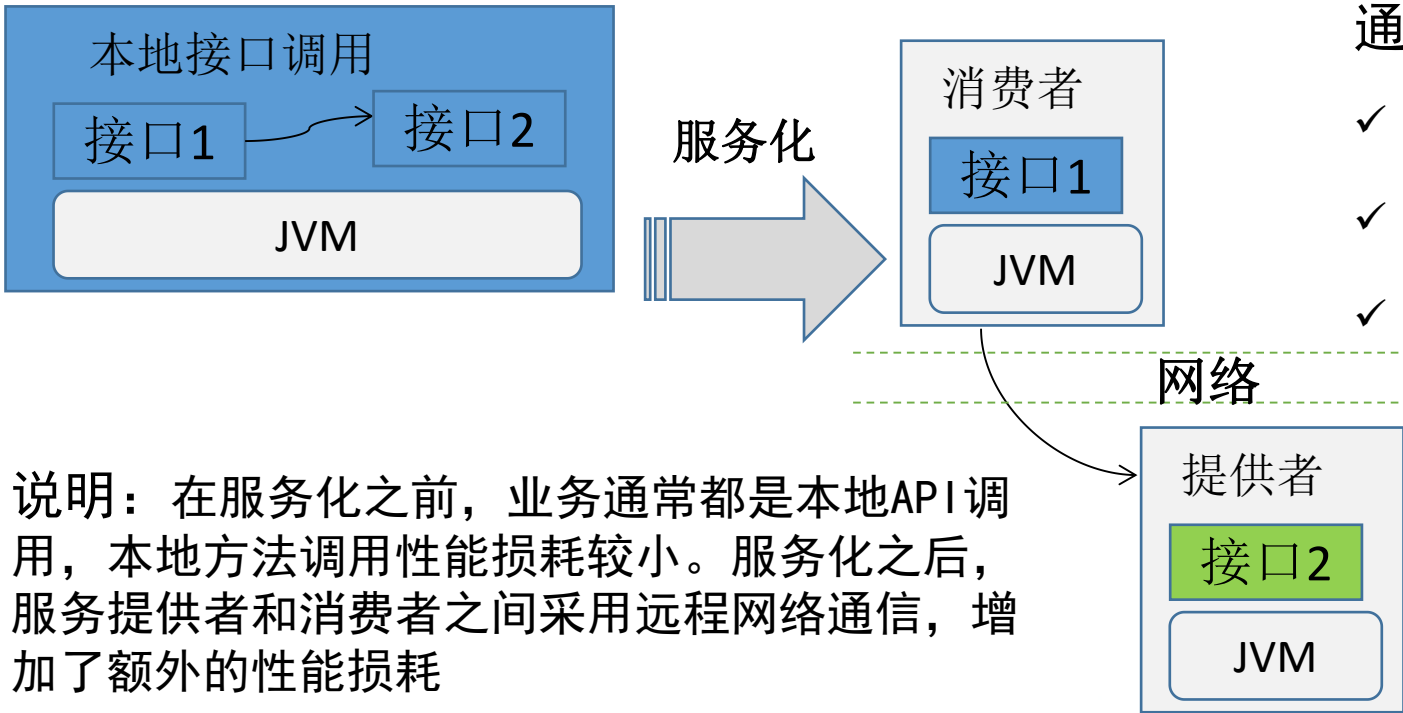 本地接口调用
接口1
接口2
JVM
服务化
消费者
接口1
JVM
通
✓
✓
✓
网络
提供者
接口2
JVM
说明：在服务化之前，业务通常都是本地API调
用，本地方法调用性能损耗较小。服务化之后，
服务提供者和消费者之间采用远程网络通信，增
加了额外的性能损耗